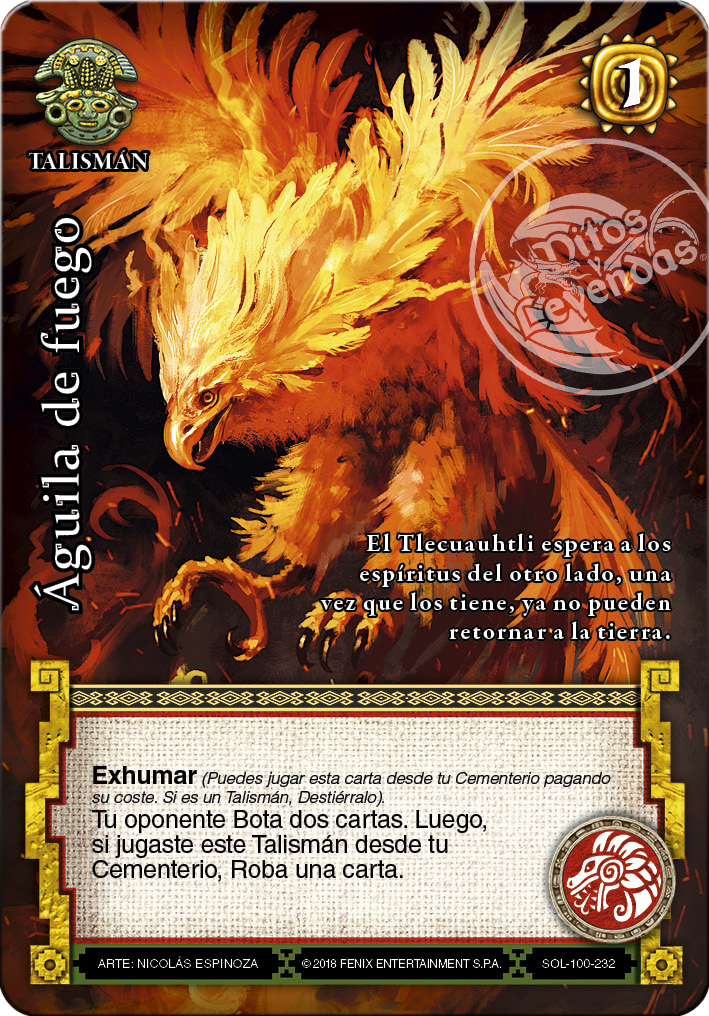 TALISMÁN
1
Mitos
y
Leyendas
®
Águila de fuego
El Tlecuauhtli espera a los
espíritus del otro lado, una
vez que los tiene, ya no pueden
retornar a la tierra.
Exhumar (Puedes jugar esta carta desde tu Cementerio pagando
su coste. Si es un Talismán, Destiérralo).
Tu oponente Bota dos cartas. Luego,
si jugaste este Talismán desde tu
Cementerio, Roba una carta.
ARTE: NICOLÁS ESPINOZA
©2018 FENIX ENTERTAINMENT S.P.A.
SOL-100-232